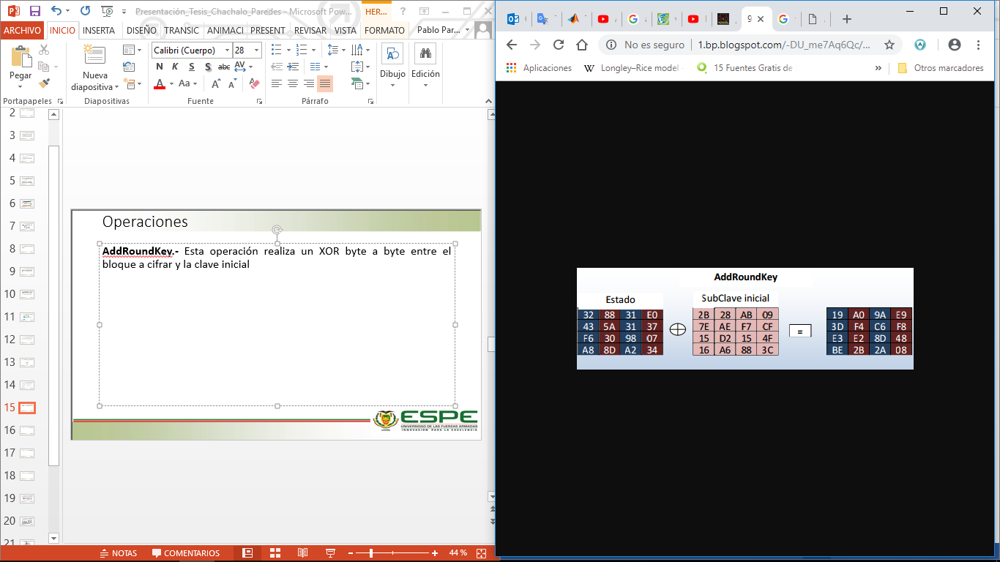 Presentación_Tesis_Chachalo_Paredes - Microsoft Pow...
HER...
?
ARCHIVO INICIO INSERTA DISEÑO TRANSIC ANIMACI PRESENT REVISAR VISTA FORMATO Pablo Par...
Calibri (Cuerpo) 28
Pegar
Nueva
diapositiva
N K S S abc AV
A Aa A A
Dibujo
Edición
Portapapeles Diapositivas Fuente Párrafo
2
3
4
5
6
7
8
9
10
11
12
13
14
15
16
17
18
19
20
21
Operaciones
AddRoundKey.- Esta operación realiza un XOR byte a byte entre el
bloque a cifrar y la clave inicial
ESPE
UNIVERSIDAD DE LAS FUERZAS ARMADAS
INNOVACIÓN PARA LA EXCELENCIA
NOTAS COMENTARIOS 44 %
9
No es seguro 1.bp.blogspot.com/-DU_me7Aq6Qc/...
Aplicaciones Longley–Rice model 15 Fuentes Gratis de » Otros marcadores
AddRoundKey
Estado SubClave inicial
32 88 31 E0 2B 28 AB 09 19 A0 9A E9
43 5A 31 37 7E AE F7 CF 3D F4 C6 F8
F6 30 98 07 15 D2 15 4F = E3 E2 8D 48
A8 8D A2 34 16 A6 88 3C BE 2B 2A 08